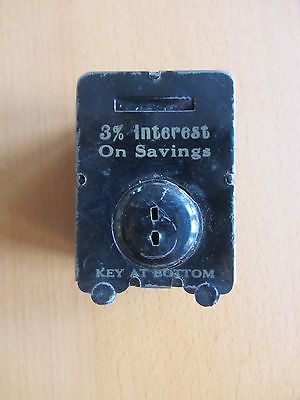 3% Interest
On Savings
KEY AT BOTTOM